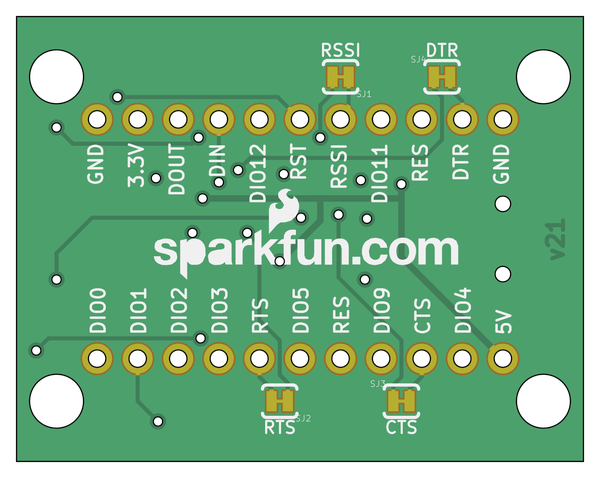 RSSI DTR
SJ1 SJ4
GND 3.3V DOUT DIN DIO12 RST RSSI DIO11 RES DTR GND
sparkfun.com
v21
DIO0 DIO1 DIO2 DIO3 RTS DIO5 RES DIO9 CTS DIO4 5V
SJ2 SJ3
RTS CTS